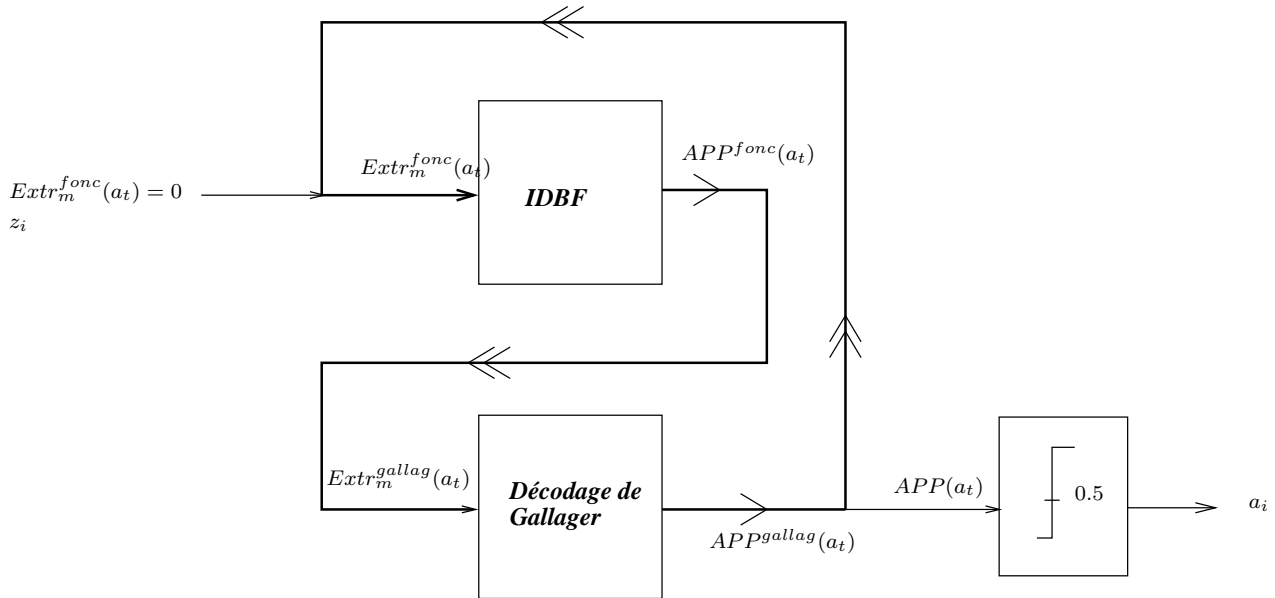 Extr_m^{fonc}(a_t)
APP^{fonc}(a_t)
Extr_m^{fonc}(a_t) = 0
z_i
IDBF
Extr_m^{gallag}(a_t)
Décodage de
Gallager
APP(a_t)
0.5
a_i
APP^{gallag}(a_t)